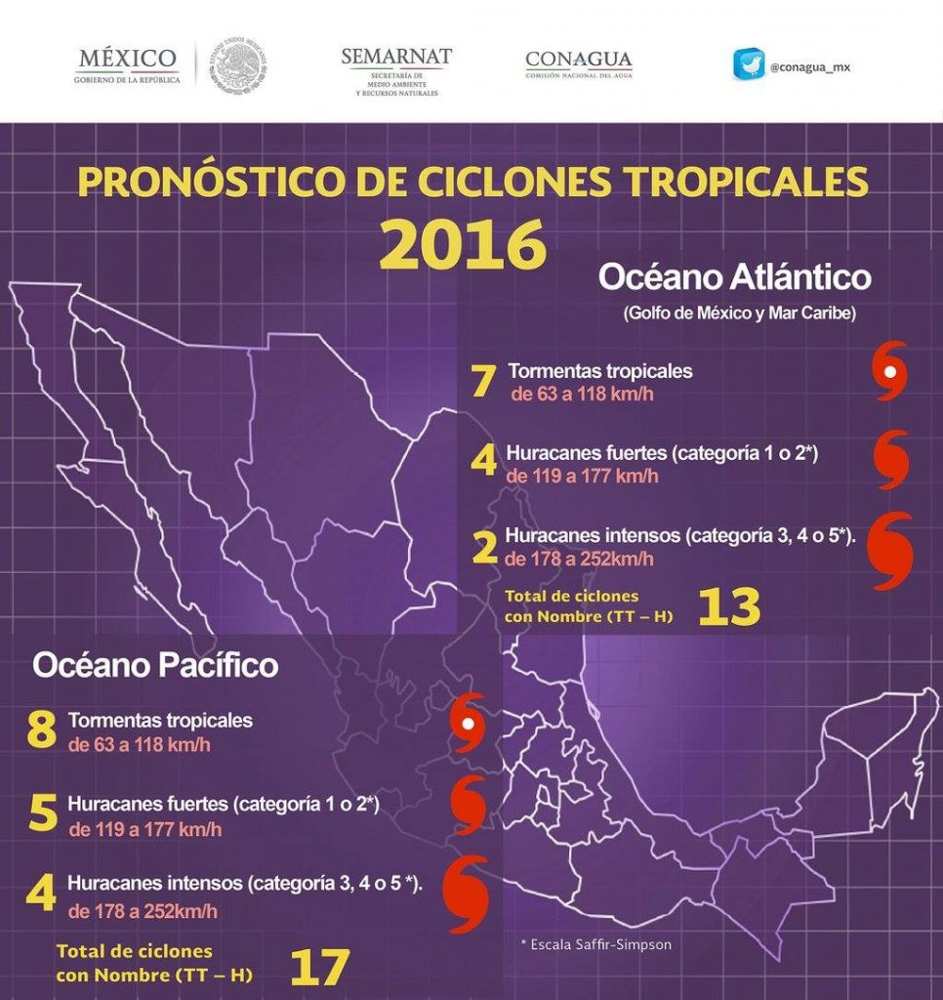 MÉXICO
GOBIERNO DE LA REPÚBLICA
ESTADOS UNIDOS MEXICANOS
SEMARNAT
SECRETARÍA DE
MEDIO AMBIENTE
Y RECURSOS NATURALES
CONAGUA
COMISIÓN NACIONAL DEL AGUA
@conagua_mx
PRONÓSTICO DE CICLONES TROPICALES
2016
Océano Atlántico
(Golfo de México y Mar Caribe)
7 Tormentas tropicales
de 63 a 118 km/h
4 Huracanes fuertes (categoría 1 o 2*)
de 119 a 177 km/h
2 Huracanes intensos (categoría 3, 4 o 5*).
de 178 a 252km/h
Total de ciclones
con Nombre (TT – H) 13
Océano Pacífico
8 Tormentas tropicales
de 63 a 118 km/h
5 Huracanes fuertes (categoría 1 o 2*)
de 119 a 177 km/h
4 Huracanes intensos (categoría 3, 4 o 5 *).
de 178 a 252km/h
Total de ciclones
con Nombre (TT – H) 17
* Escala Saffir-Simpson